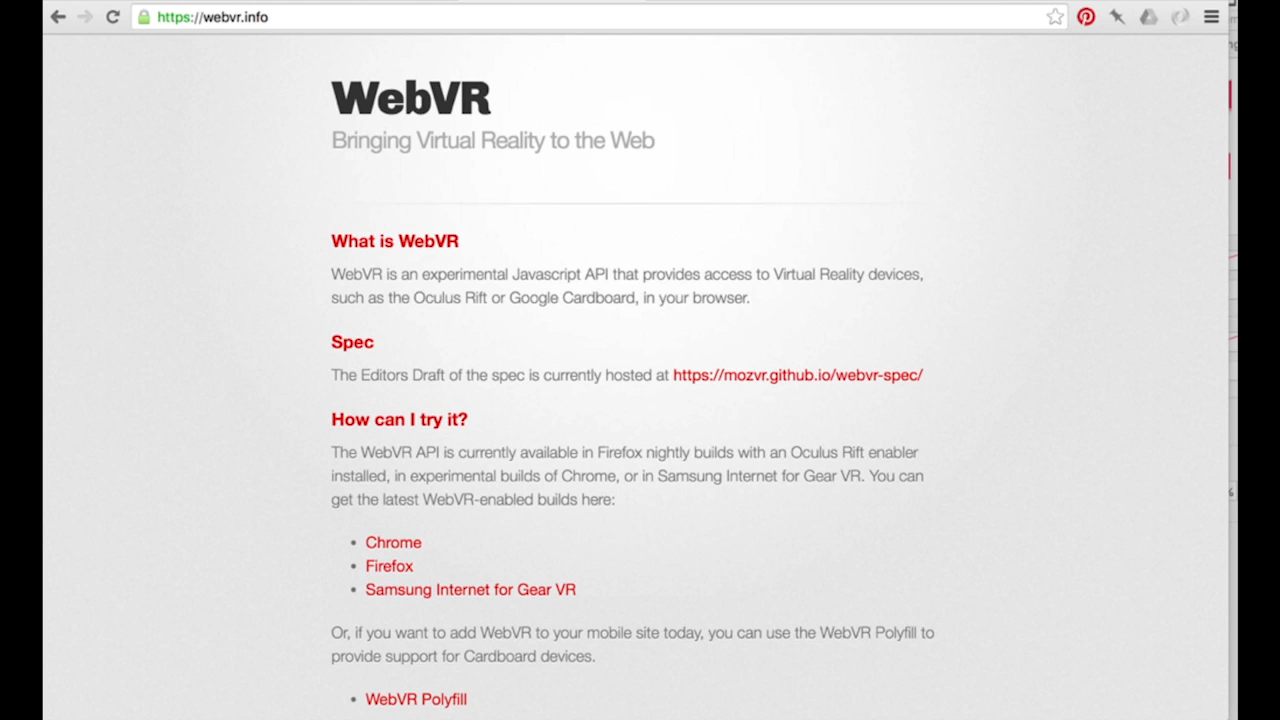 https://webvr.info
WebVR
Bringing Virtual Reality to the Web
What is WebVR
WebVR is an experimental Javascript API that provides access to Virtual Reality devices,
such as the Oculus Rift or Google Cardboard, in your browser.
Spec
The Editors Draft of the spec is currently hosted at https://mozvr.github.io/webvr-spec/
How can I try it?
The WebVR API is currently available in Firefox nightly builds with an Oculus Rift enabler
installed, in experimental builds of Chrome, or in Samsung Internet for Gear VR. You can
get the latest WebVR-enabled builds here:
• Chrome
• Firefox
• Samsung Internet for Gear VR
Or, if you want to add WebVR to your mobile site today, you can use the WebVR Polyfill to
provide support for Cardboard devices.
• WebVR Polyfill